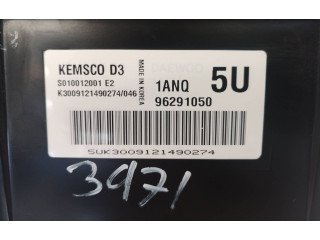 KEMSCO D3
S010012001 E2
K3009121490274/046
MADE IN KOREA
1ANQ 5U
96291050
SUK3009121490274
3971